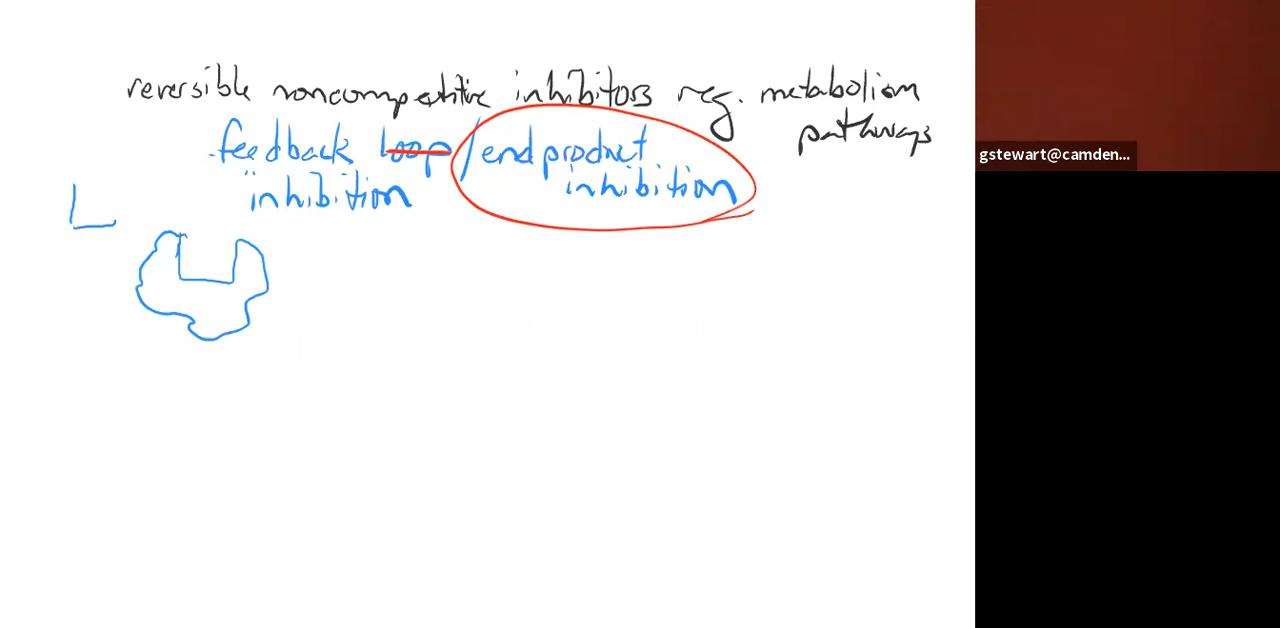 reversible noncompetitive inhibitors reg. metabolism
pathways
feedback loop / end product
inhibition inhibition
gstewart@camden...